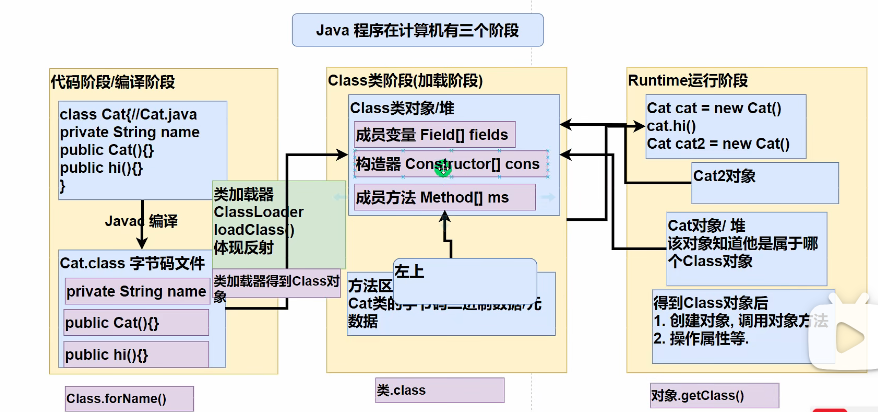 Java 程序在计算机有三个阶段
代码阶段/编译阶段
class Cat{//Cat.java
private String name
public Cat(){}
public hi(){}
}
Javac 编译
Cat.class 字节码文件
private String name
public Cat(){}
public hi(){}
Class.forName()
类加载器
ClassLoader
loadClass()
体现反射
类加载器得到Class对
象
Class类阶段(加载阶段)
Class类对象/堆
成员变量 Field[] fields
构造器 Constructor[] cons
成员方法 Method[] ms
左上
方法区
Cat类的字节码二进制数据/元
数据
类.class
Runtime运行阶段
Cat cat = new Cat()
cat.hi()
Cat cat2 = new Cat()
Cat2对象
Cat对象/ 堆
该对象知道他是属于哪
个Class对象
得到Class对象后
1. 创建对象, 调用对象方法
2. 操作属性等.
对象.getClass()